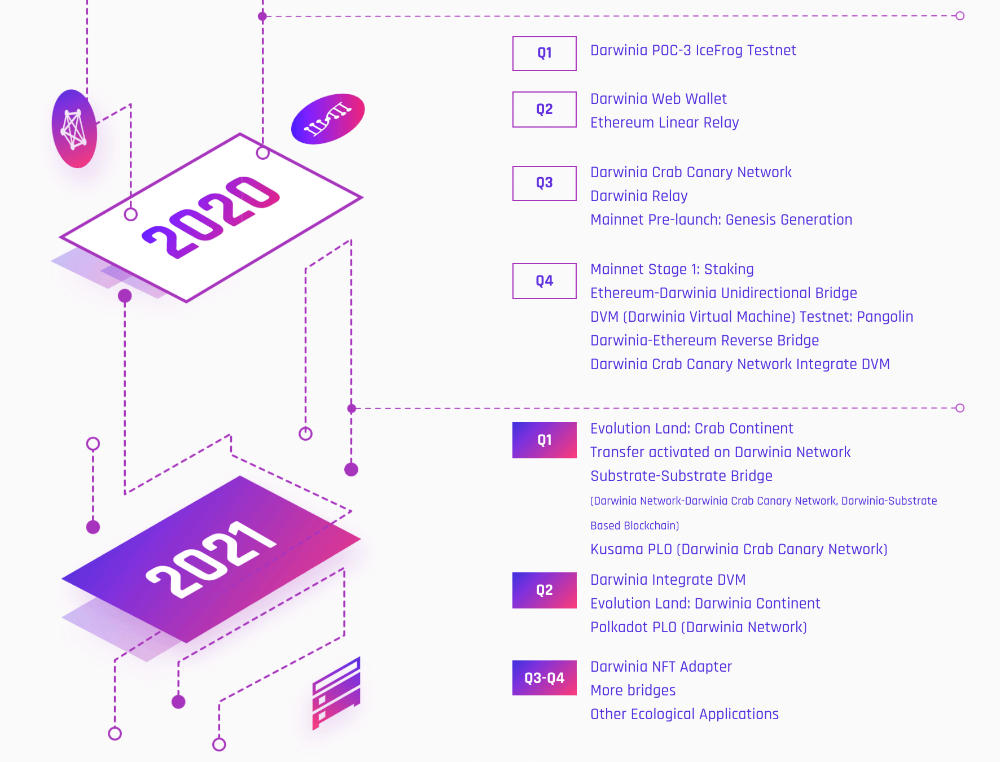 2020
Q1
Darwinia POC-3 IceFrog Testnet
Q2
Darwinia Web Wallet
Ethereum Linear Relay
Q3
Darwinia Crab Canary Network
Darwinia Relay
Mainnet Pre-launch: Genesis Generation
Q4
Mainnet Stage 1: Staking
Ethereum-Darwinia Unidirectional Bridge
DVM (Darwinia Virtual Machine) Testnet: Pangolin
Darwinia-Ethereum Reverse Bridge
Darwinia Crab Canary Network Integrate DVM
2021
Q1
Evolution Land: Crab Continent
Transfer activated on Darwinia Network
Substrate-Substrate Bridge
(Darwinia Network-Darwinia Crab Canary Network, Darwinia-Substrate
Based Blockchain)
Kusama PLO (Darwinia Crab Canary Network)
Q2
Darwinia Integrate DVM
Evolution Land: Darwinia Continent
Polkadot PLO (Darwinia Network)
Q3-Q4
Darwinia NFT Adapter
More bridges
Other Ecological Applications